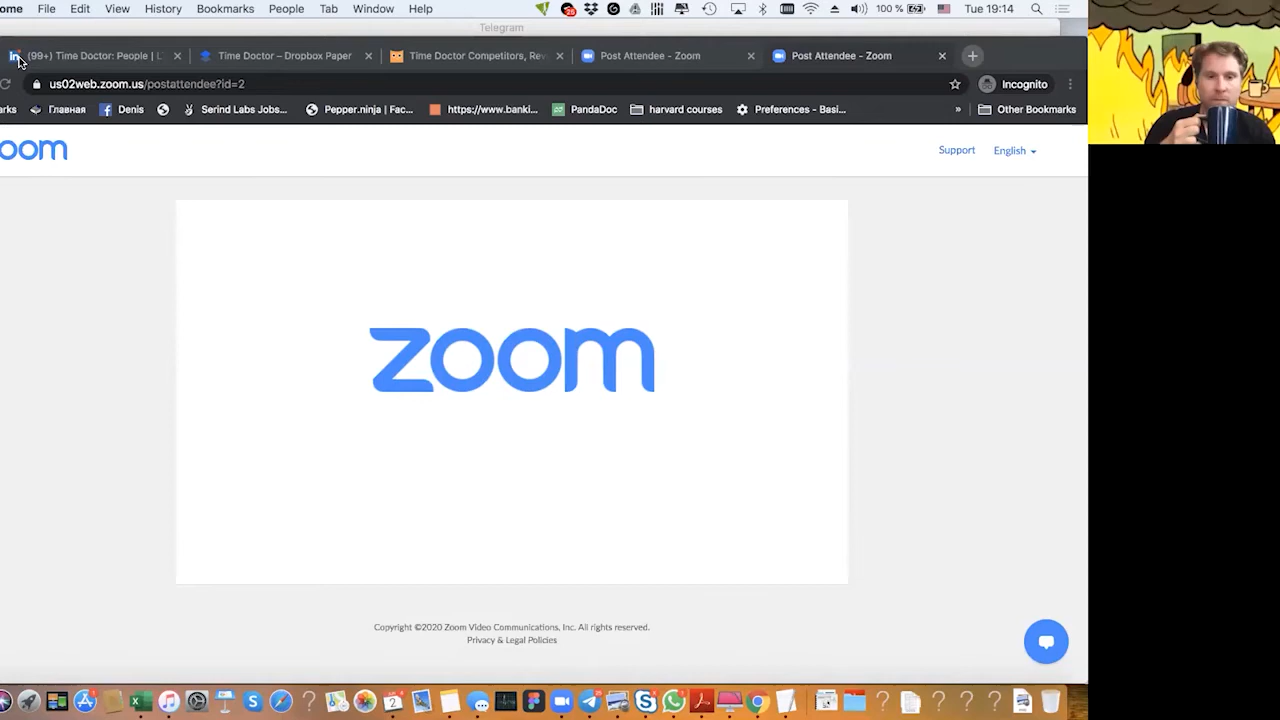 ome File Edit View History Bookmarks People Tab Window Help 100 % Tue 19:14
Telegram
in (99+) Time Doctor: People | L Time Doctor – Dropbox Paper Time Doctor Competitors, Rev Post Attendee - Zoom Post Attendee - Zoom
us02web.zoom.us/postattendee?id=2 Incognito
rks Главная Denis Serind Labs Jobs... Pepper.ninja | Fac... https://www.banki... PandaDoc harvard courses Preferences - Basi... » Other Bookmarks
oom Support English
zoom
Copyright ©2020 Zoom Video Communications, Inc. All rights reserved.
Privacy & Legal Policies